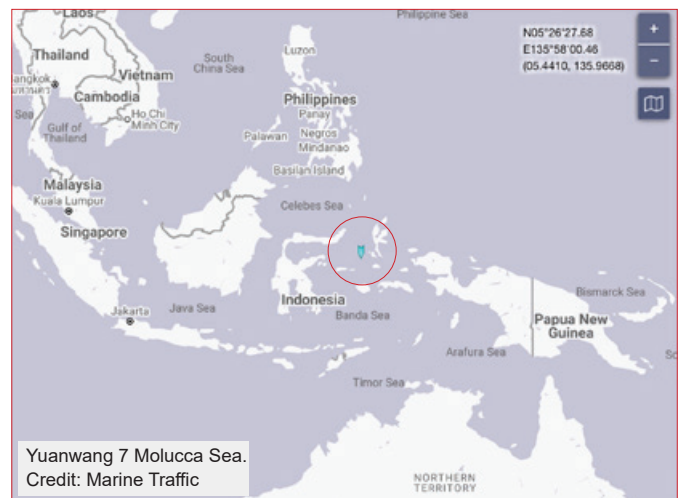 Laos
Philippine Sea
N05°26'27.68
E135°58'00.46
(05.4410, 135.9668)
+
−
Thailand
South
China Sea
Luzon
Vietnam
Cambodia
Philippines
Ho Chi
Minh City
Panay
Negros
Gulf of
Thailand
Palawan
Mindanao
Basilan Island
Malaysia
Kuala Lumpur
Celebes Sea
Singapore
Indonesia
Bismarck Sea
Jakarta
Java Sea
Banda Sea
Papua New
Guinea
Arafura Sea
Timor Sea
Yuanwang 7 Molucca Sea.
Credit: Marine Traffic
NORTHERN
TERRITORY